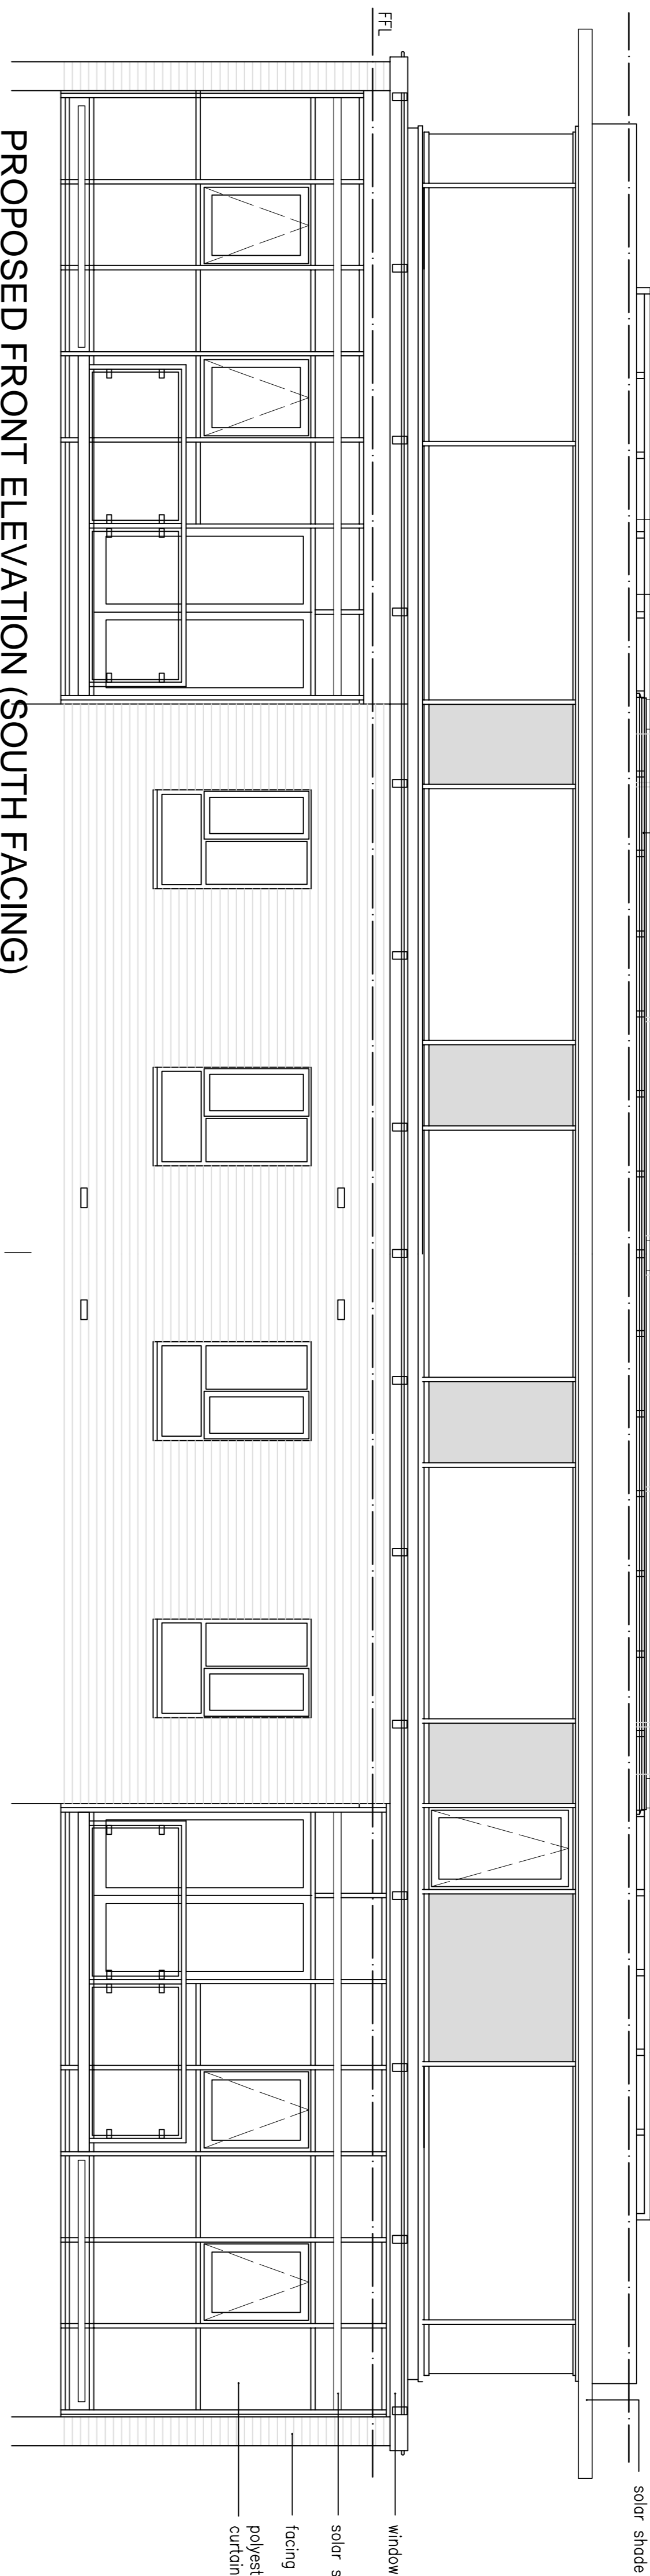 FFL
solar shade
window
solar s
facing
polyest
curtain
PROPOSED FRONT ELEVATION (SOUTH FACING)